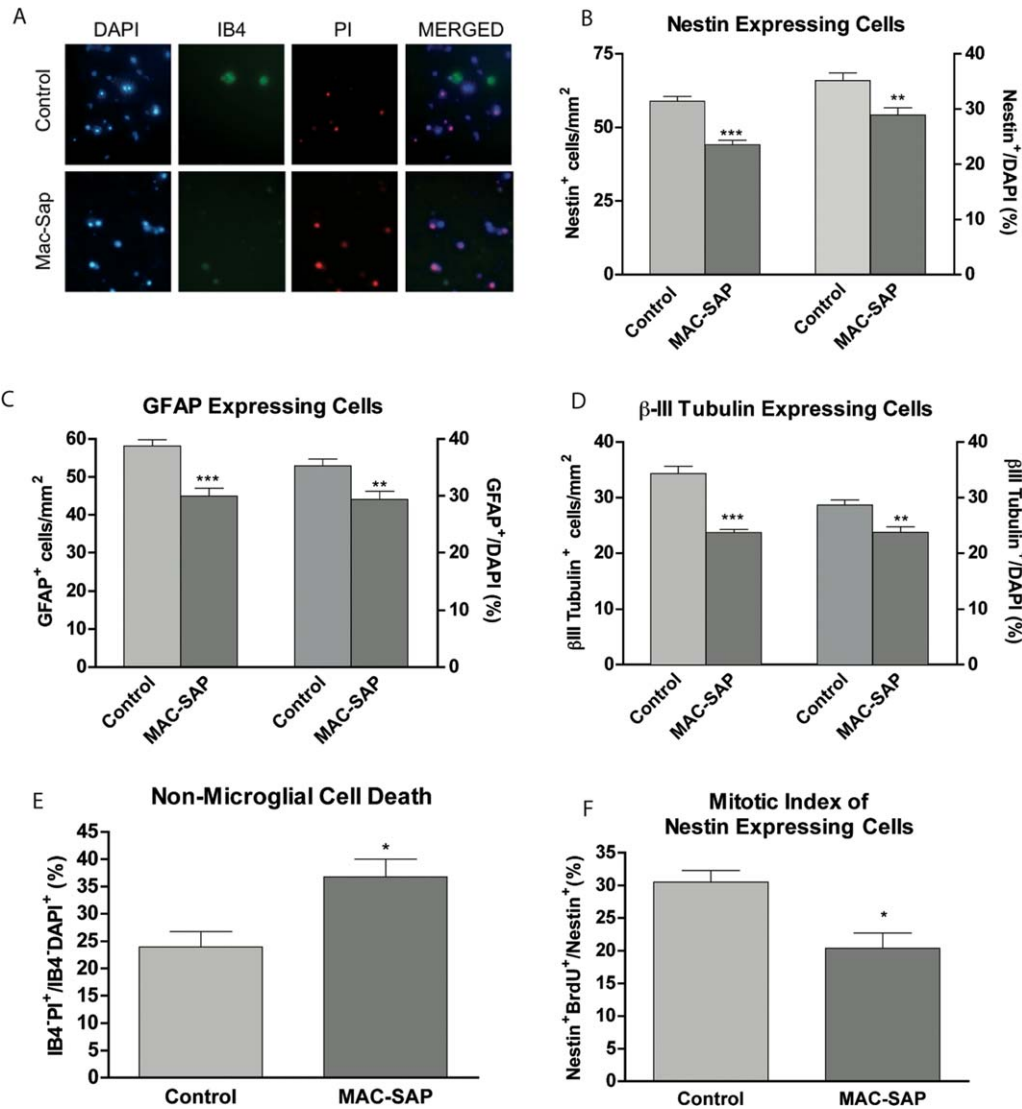 A
DAPI
IB4
PI
MERGED
Control
Mac-Sap
B
Nestin Expressing Cells
75
50
25
0
Nestin⁺ cells/mm²
***
**
40
30
20
10
0
Nestin⁺/DAPI (%)
Control
MAC-SAP
Control
MAC-SAP
C
GFAP Expressing Cells
60
50
40
30
20
10
0
GFAP⁺ cells/mm²
***
**
40
30
20
10
0
GFAP⁺/DAPI (%)
Control
MAC-SAP
Control
MAC-SAP
D
β-III Tubulin Expressing Cells
40
30
20
10
0
βIII Tubulin⁺ cells/mm²
***
**
40
30
20
10
0
βIII Tubulin⁺/DAPI (%)
Control
MAC-SAP
Control
MAC-SAP
E
Non-Microglial Cell Death
45
40
35
30
25
20
15
10
5
0
IB4⁻PI⁺/IB4⁻DAPI⁺ (%)
*
Control
MAC-SAP
F
Mitotic Index of
Nestin Expressing Cells
35
30
25
20
15
10
5
0
Nestin⁺BrdU⁺/Nestin⁺(%)
*
Control
MAC-SAP